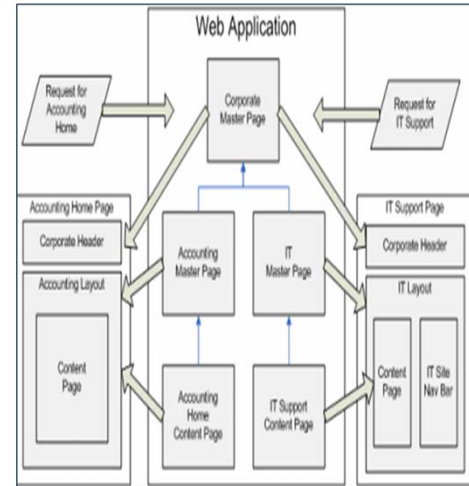 Web Application
Request for
Accounting
Home
Corporate
Master Page
Request for
IT Support
Accounting Home Page
Corporate Header
Accounting Layout
Content
Page
Accounting
Master Page
IT
Master Page
Accounting
Home
Content Page
IT Support
Content Page
IT Support Page
Corporate Header
IT Layout
Content
Page
IT Site
Nav Bar